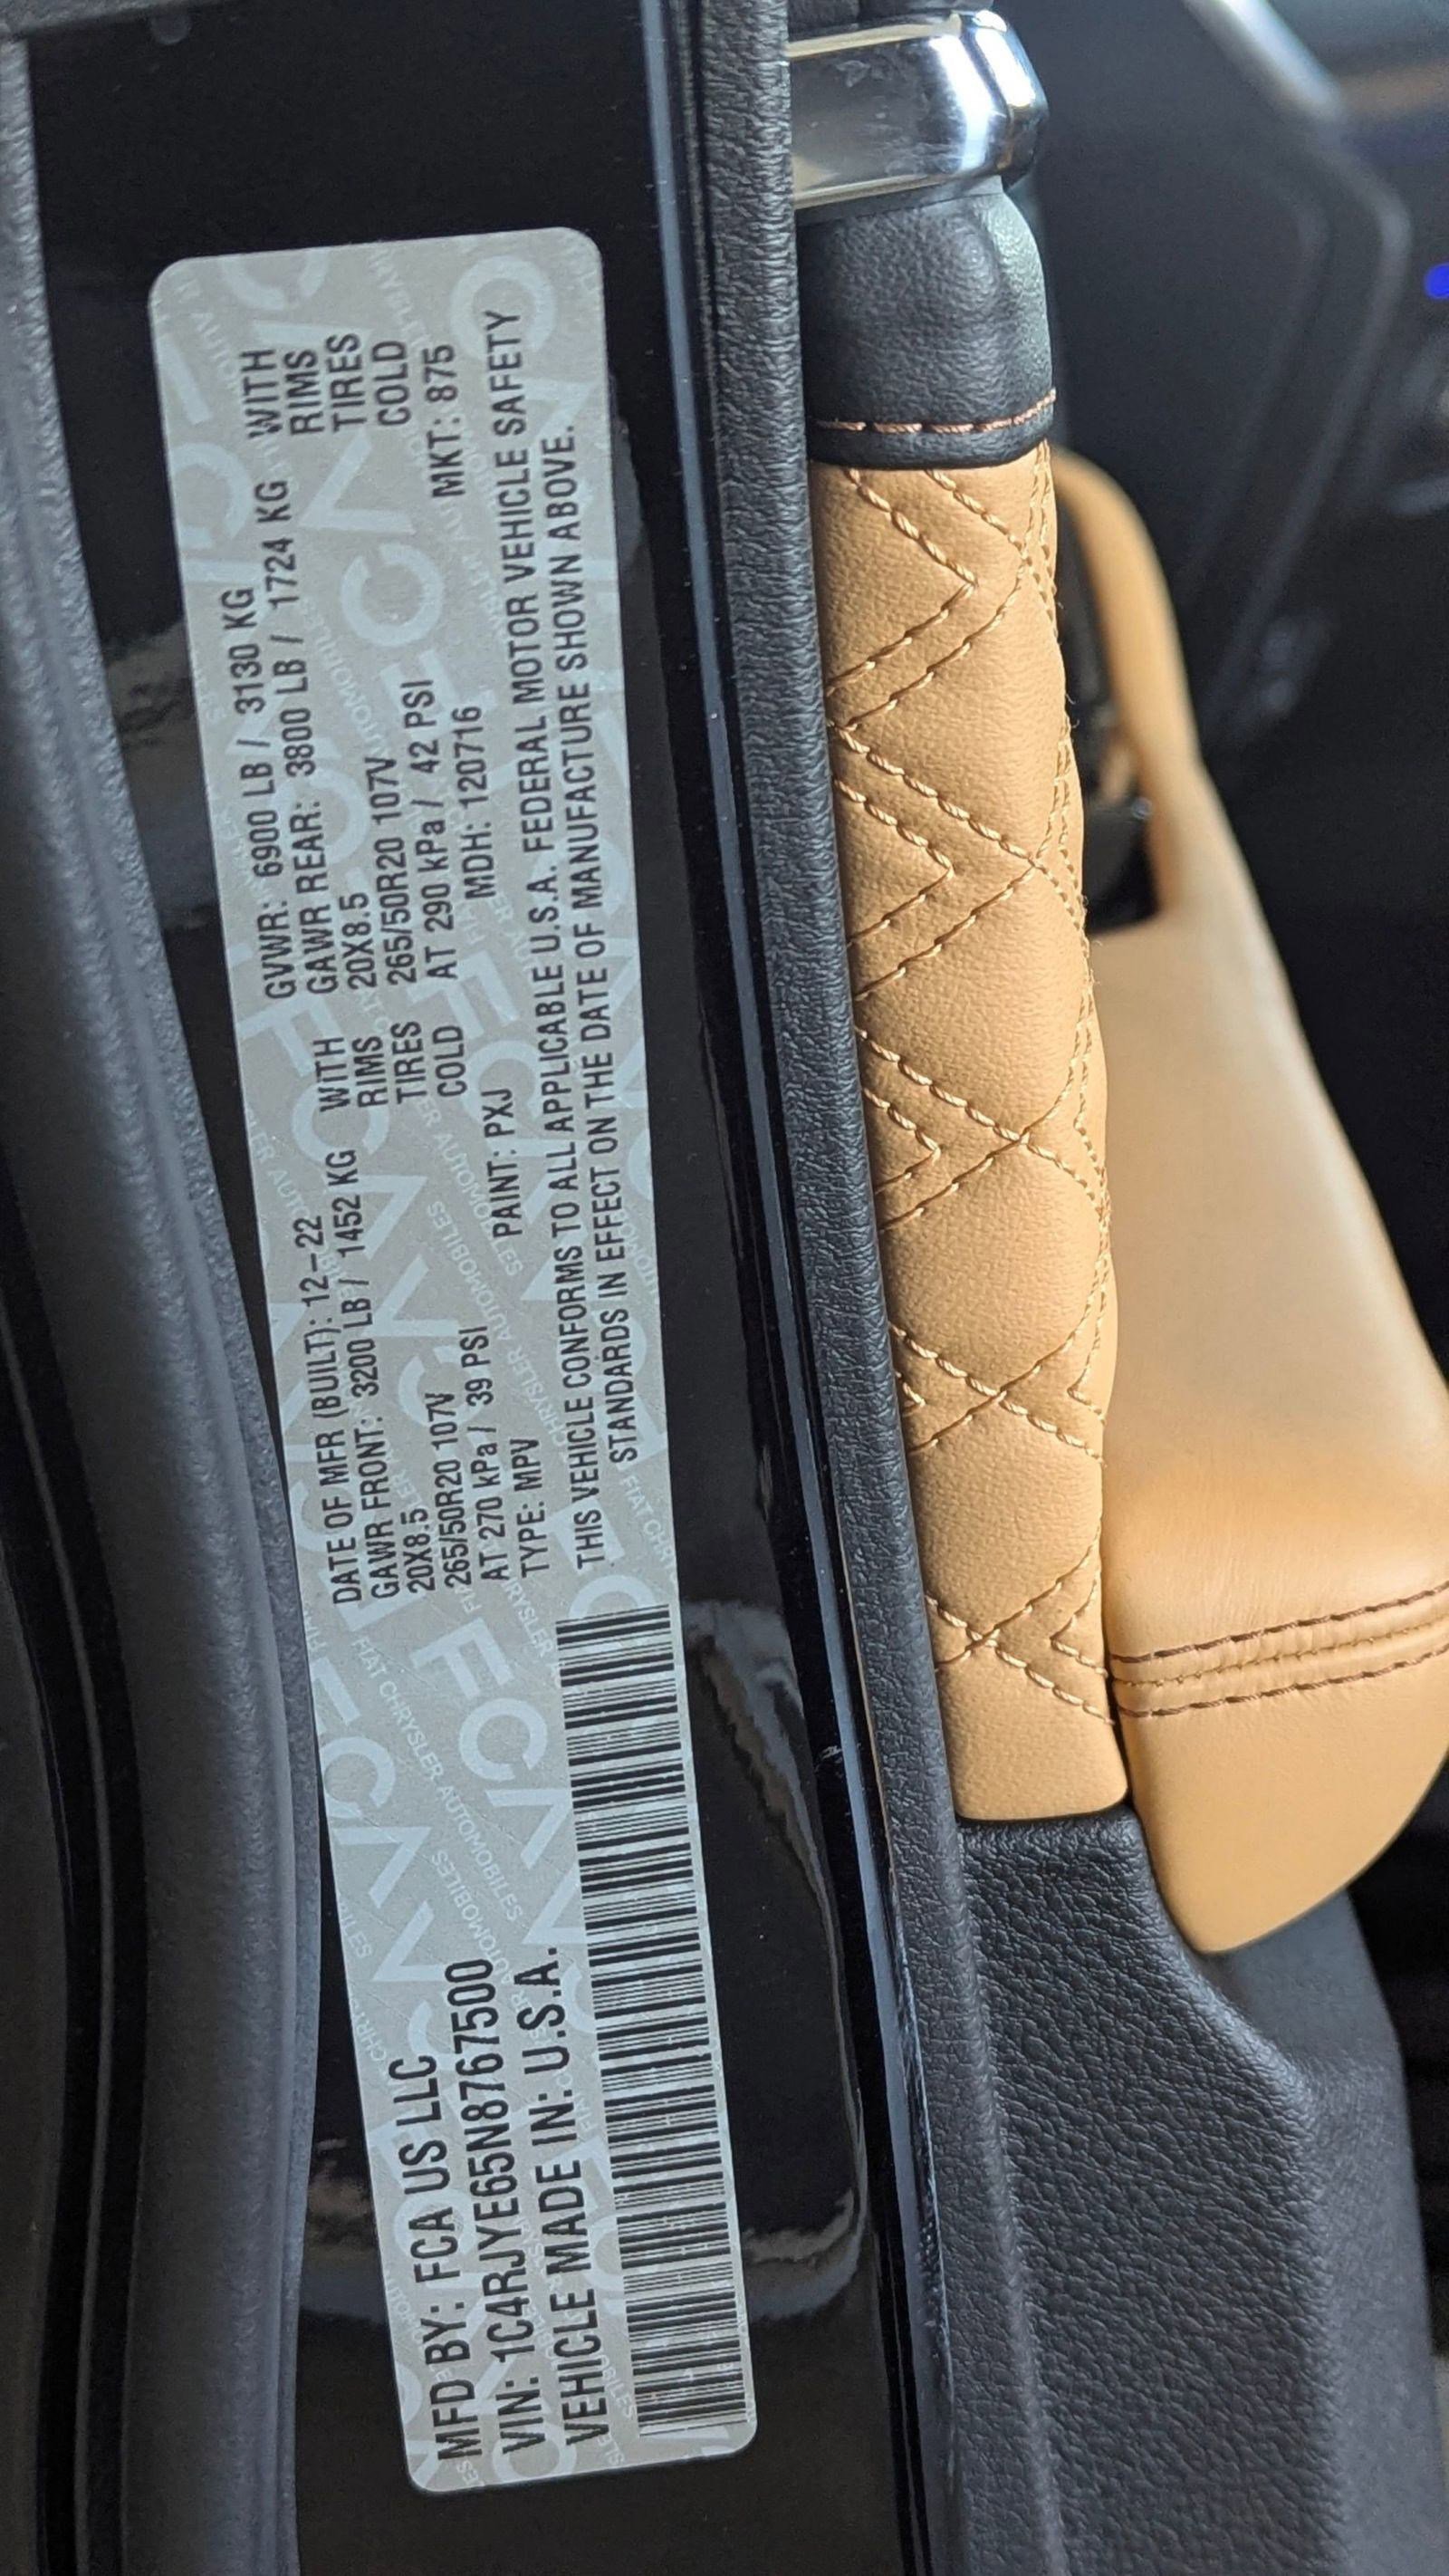 MFD BY: FCA US LLC
VIN: 1C4RJYE65N8767500
VEHICLE MADE IN: U.S.A.
DATE OF MFR (BUILT): 12-22 GVWR: 6900 LB / 3130 KG
GAWR FRONT: 3200 LB / 1452 KG WITH GAWR REAR: 3800 LB / 1724 KG WITH
20X8.5 RIMS 20X8.5 RIMS
265/50R20 107V TIRES 265/50R20 107V TIRES
AT 270 kPa / 39 PSI COLD AT 290 kPa / 42 PSI COLD
TYPE: MPV PAINT: PXJ MDH: 120716 MKT: 875
THIS VEHICLE CONFORMS TO ALL APPLICABLE U.S.A. FEDERAL MOTOR VEHICLE SAFETY
STANDARDS IN EFFECT ON THE DATE OF MANUFACTURE SHOWN ABOVE.
FCA
FIAT CHRYSLER AUTOMOBILES